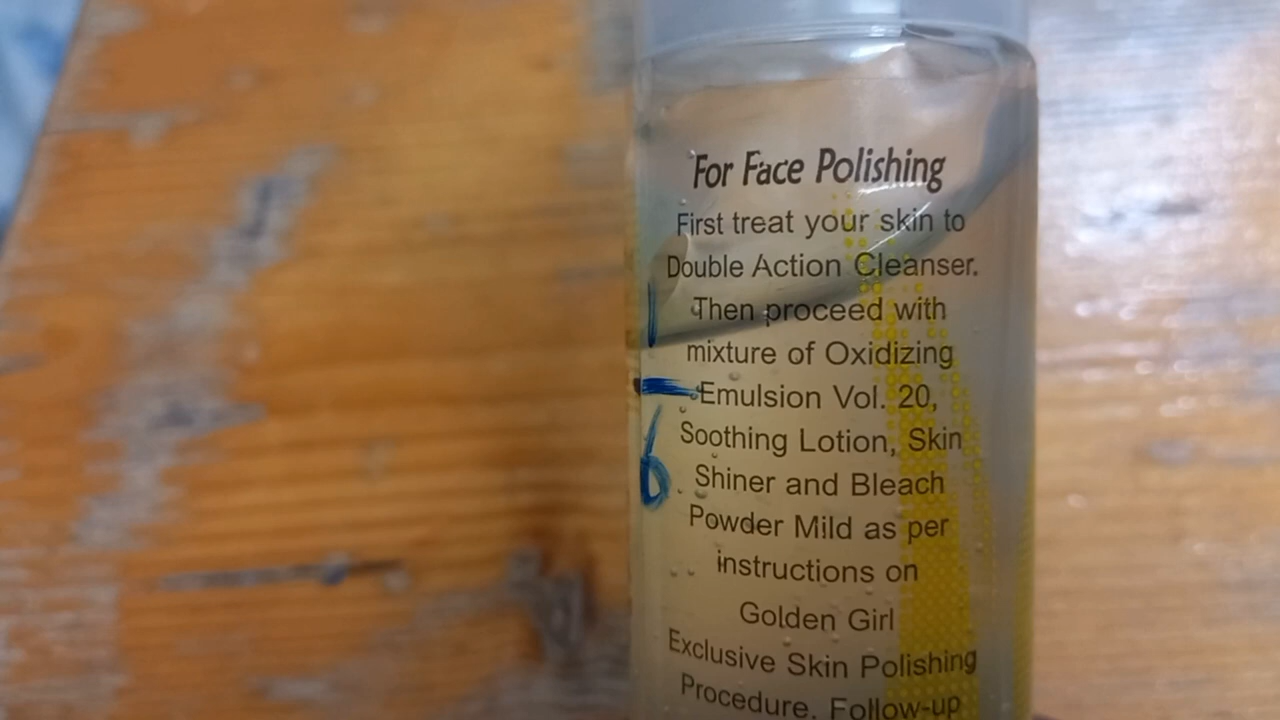 For Face Polishing
First treat your skin to
Double Action Cleanser.
Then proceed with
mixture of Oxidizing
Emulsion Vol. 20,
Soothing Lotion, Skin
Shiner and Bleach
Powder Mild as per
instructions on
Golden Girl
Exclusive Skin Polishing
Procedure. Follow-up